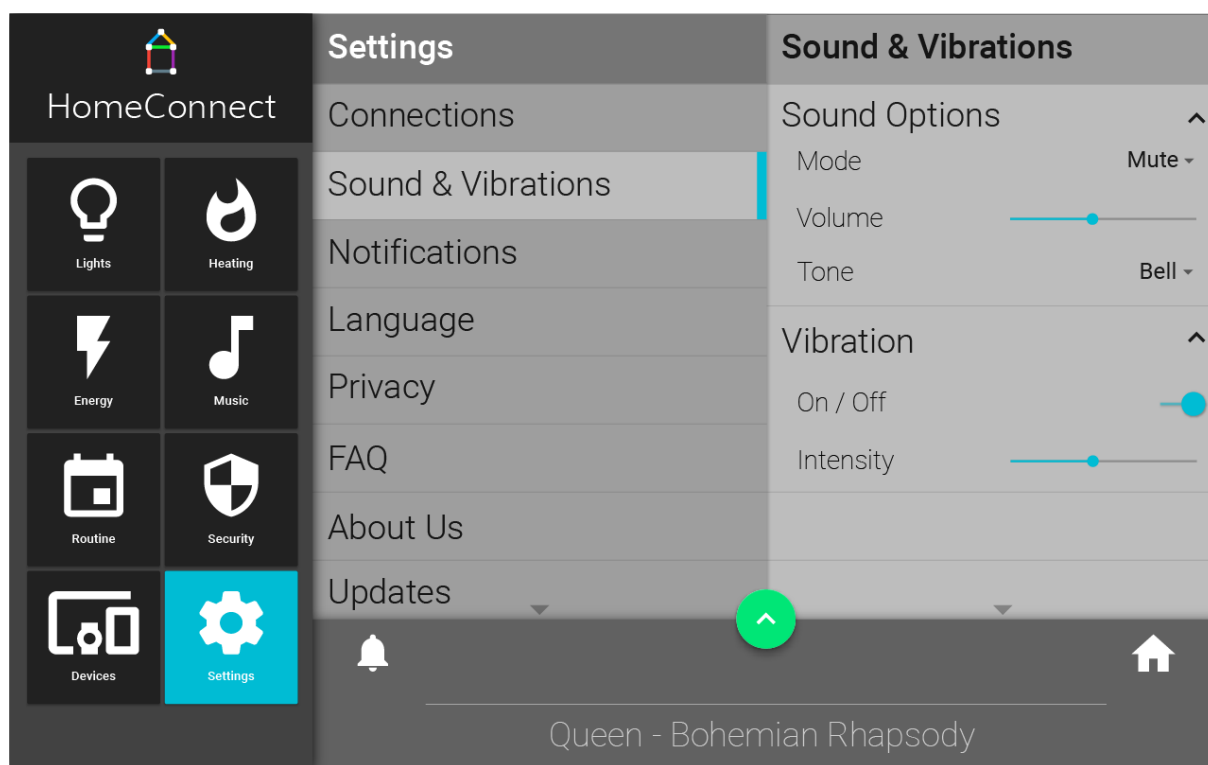 HomeConnect
Lights
Heating
Energy
Music
Routine
Security
Devices
Settings
Settings
Connections
Sound & Vibrations
Notifications
Language
Privacy
FAQ
About Us
Updates
Sound & Vibrations
Sound Options
Mode Mute
Volume
Tone Bell
Vibration
On / Off
Intensity
Queen - Bohemian Rhapsody